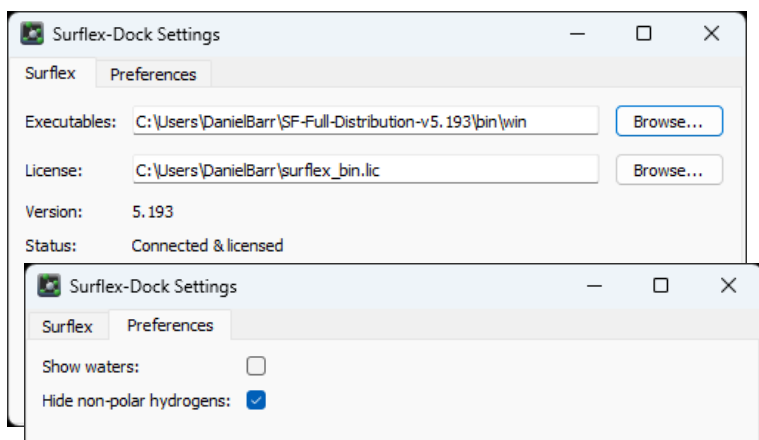 Surflex-Dock Settings
Surflex Preferences
Executables: C:\Users\DanielBarr\SF-Full-Distribution-v5.193\bin\win Browse...
License: C:\Users\DanielBarr\surflex_bin.lic Browse...
Version: 5.193
Status: Connected & licensed
Surflex-Dock Settings
Surflex Preferences
Show waters:
Hide non-polar hydrogens: